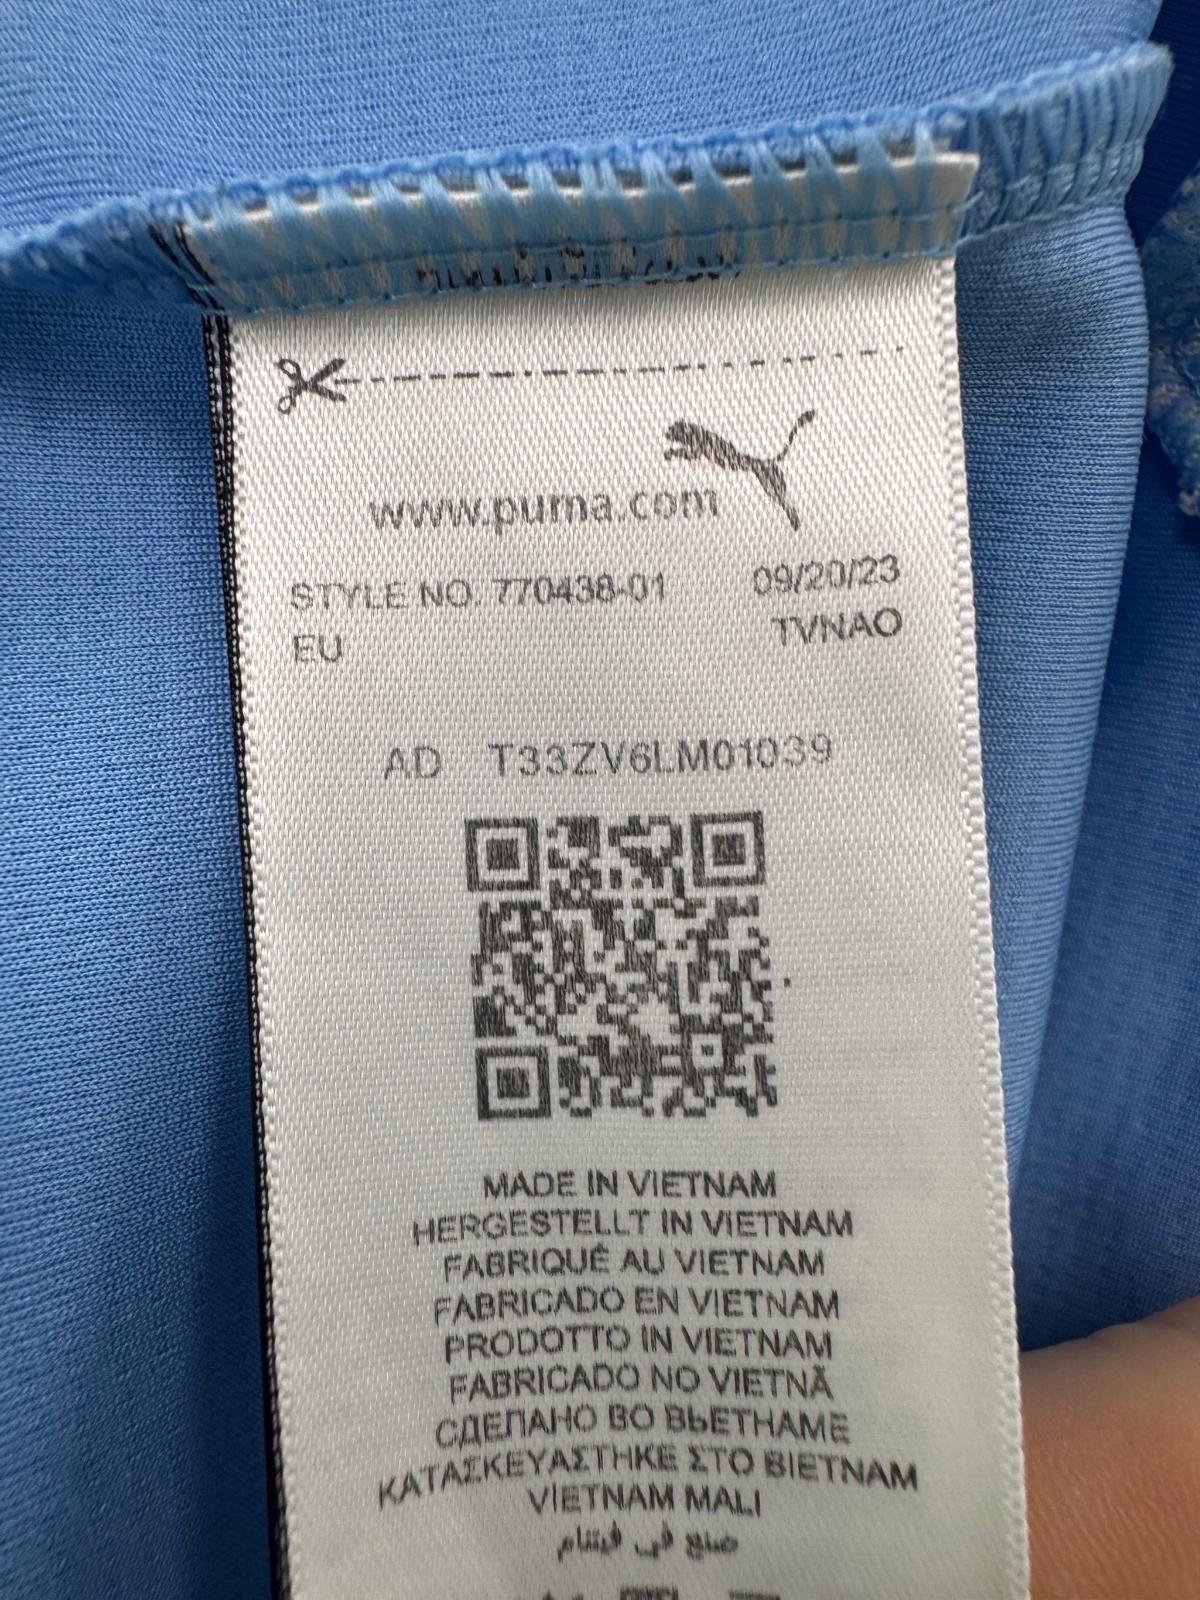 www.puma.com
STYLE NO. 770438-01 09/20/23
EU TVNAO
AD T33ZV6LM01039
MADE IN VIETNAM
HERGESTELLT IN VIETNAM
FABRIQUÉ AU VIETNAM
FABRICADO EN VIETNAM
PRODOTTO IN VIETNAM
FABRICADO NO VIETNÃ
СДЕЛАНО ВО ВЬЕТНАМЕ
ΚΑΤΑΣΚΕΥΑΣΤΗΚΕ ΣΤΟ ΒΙΕΤΝΑΜ
VIETNAM MALI
صنع في فيتنام